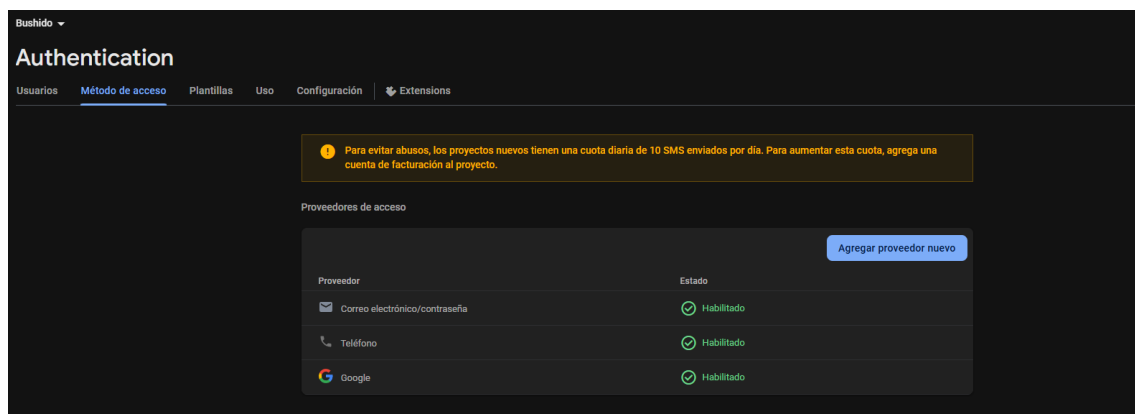 Bushido
Authentication
Usuarios Método de acceso Plantillas Uso Configuración Extensions
Para evitar abusos, los proyectos nuevos tienen una cuota diaria de 10 SMS enviados por día. Para aumentar esta cuota, agrega una
cuenta de facturación al proyecto.
Proveedores de acceso
Agregar proveedor nuevo
Proveedor Estado
Correo electrónico/contraseña Habilitado
Teléfono Habilitado
Google Habilitado